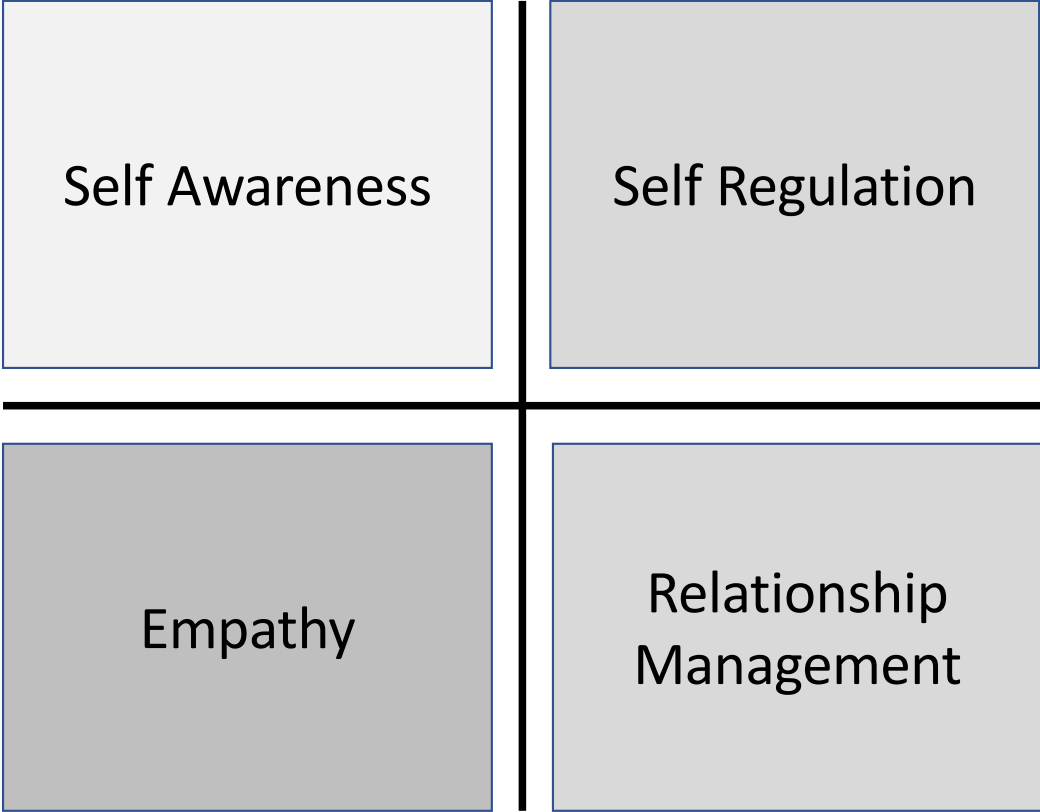 Self Awareness
Self Regulation
Empathy
Relationship
Management